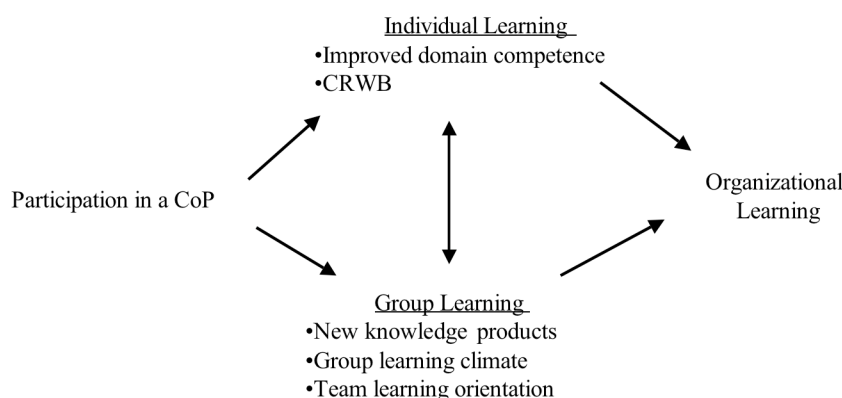 Individual Learning
•Improved domain competence
•CRWB
Participation in a CoP
Organizational
Learning
Group Learning
•New knowledge products
•Group learning climate
•Team learning orientation